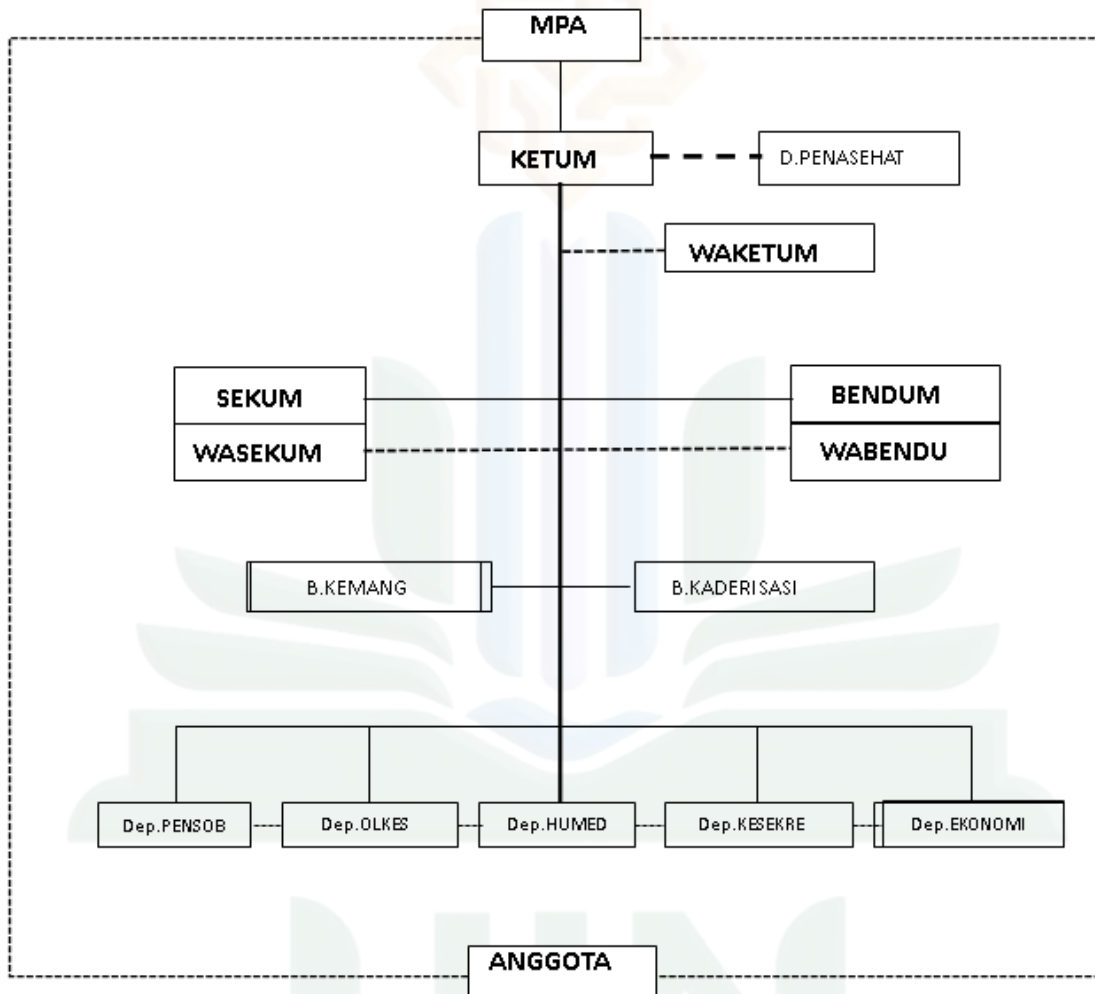 MPA
KETUM
D.PENASEHAT
WAKETUM
SEKUM
BENDUM
WASEKUM
WABENDU
B.KEMANG
B.KADERISASI
Dep.PENSOB
Dep.OLKES
Dep.HUMED
Dep.KESEKRE
Dep.EKONOMI
ANGGOTA